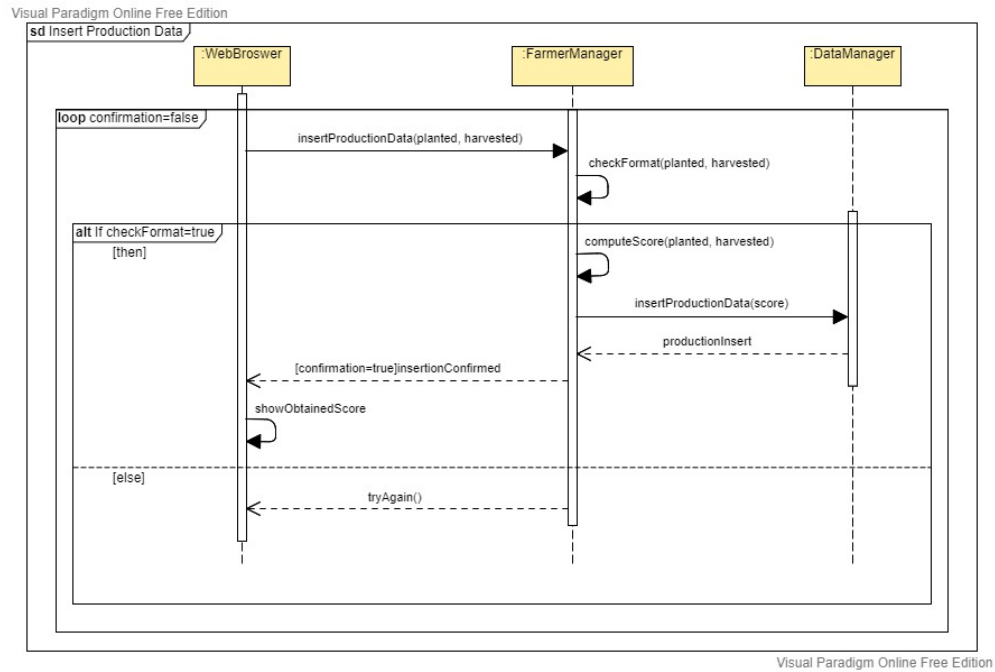 Visual Paradigm Online Free Edition
sd Insert Production Data
:WebBroswer
:FarmerManager
:DataManager
loop confirmation=false
insertProductionData(planted, harvested)
checkFormat(planted, harvested)
alt If checkFormat=true
[then]
computeScore(planted, harvested)
insertProductionData(score)
productionInsert
[confirmation=true]insertionConfirmed
showObtainedScore
[else]
tryAgain()
Visual Paradigm Online Free Edition